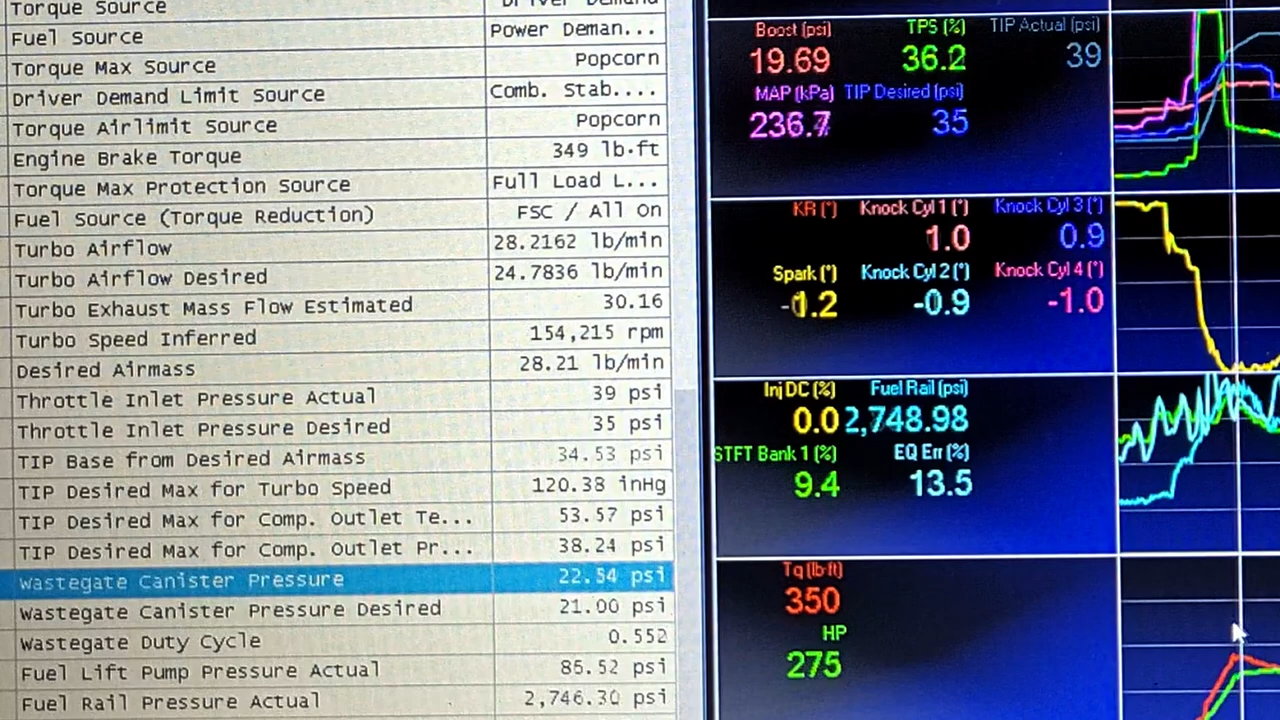 Torque Source Driver Demand
Fuel Source Power Deman...
Torque Max Source Popcorn
Driver Demand Limit Source Comb. Stab....
Torque Airlimit Source Popcorn
Engine Brake Torque 349 lb·ft
Torque Max Protection Source Full Load L...
Fuel Source (Torque Reduction) FSC / All On
Turbo Airflow 28.2162 lb/min
Turbo Airflow Desired 24.7836 lb/min
Turbo Exhaust Mass Flow Estimated 30.16
Turbo Speed Inferred 154,215 rpm
Desired Airmass 28.21 lb/min
Throttle Inlet Pressure Actual 39 psi
Throttle Inlet Pressure Desired 35 psi
TIP Base from Desired Airmass 34.53 psi
TIP Desired Max for Turbo Speed 120.38 inHg
TIP Desired Max for Comp. Outlet Te... 53.57 psi
TIP Desired Max for Comp. Outlet Pr... 38.24 psi
Wastegate Canister Pressure 22.54 psi
Wastegate Canister Pressure Desired 21.00 psi
Wastegate Duty Cycle 0.552
Fuel Lift Pump Pressure Actual 85.52 psi
Fuel Rail Pressure Actual 2,746.30 psi
Boost (psi) TPS (%) TIP Actual (psi)
19.69 36.2 39
MAP (kPa) TIP Desired (psi)
236.7 35
KR (°) Knock Cyl 1 (°) Knock Cyl 3 (°)
1.0 0.9
Spark (°) Knock Cyl 2 (°) Knock Cyl 4 (°)
-0.9 -1.0
Inj DC (%) Fuel Rail (psi)
0.0 2,748.98
STFT Bank 1 (%) EQ Err (%)
9.4 13.5
Tq (lb·ft)
350
HP
275